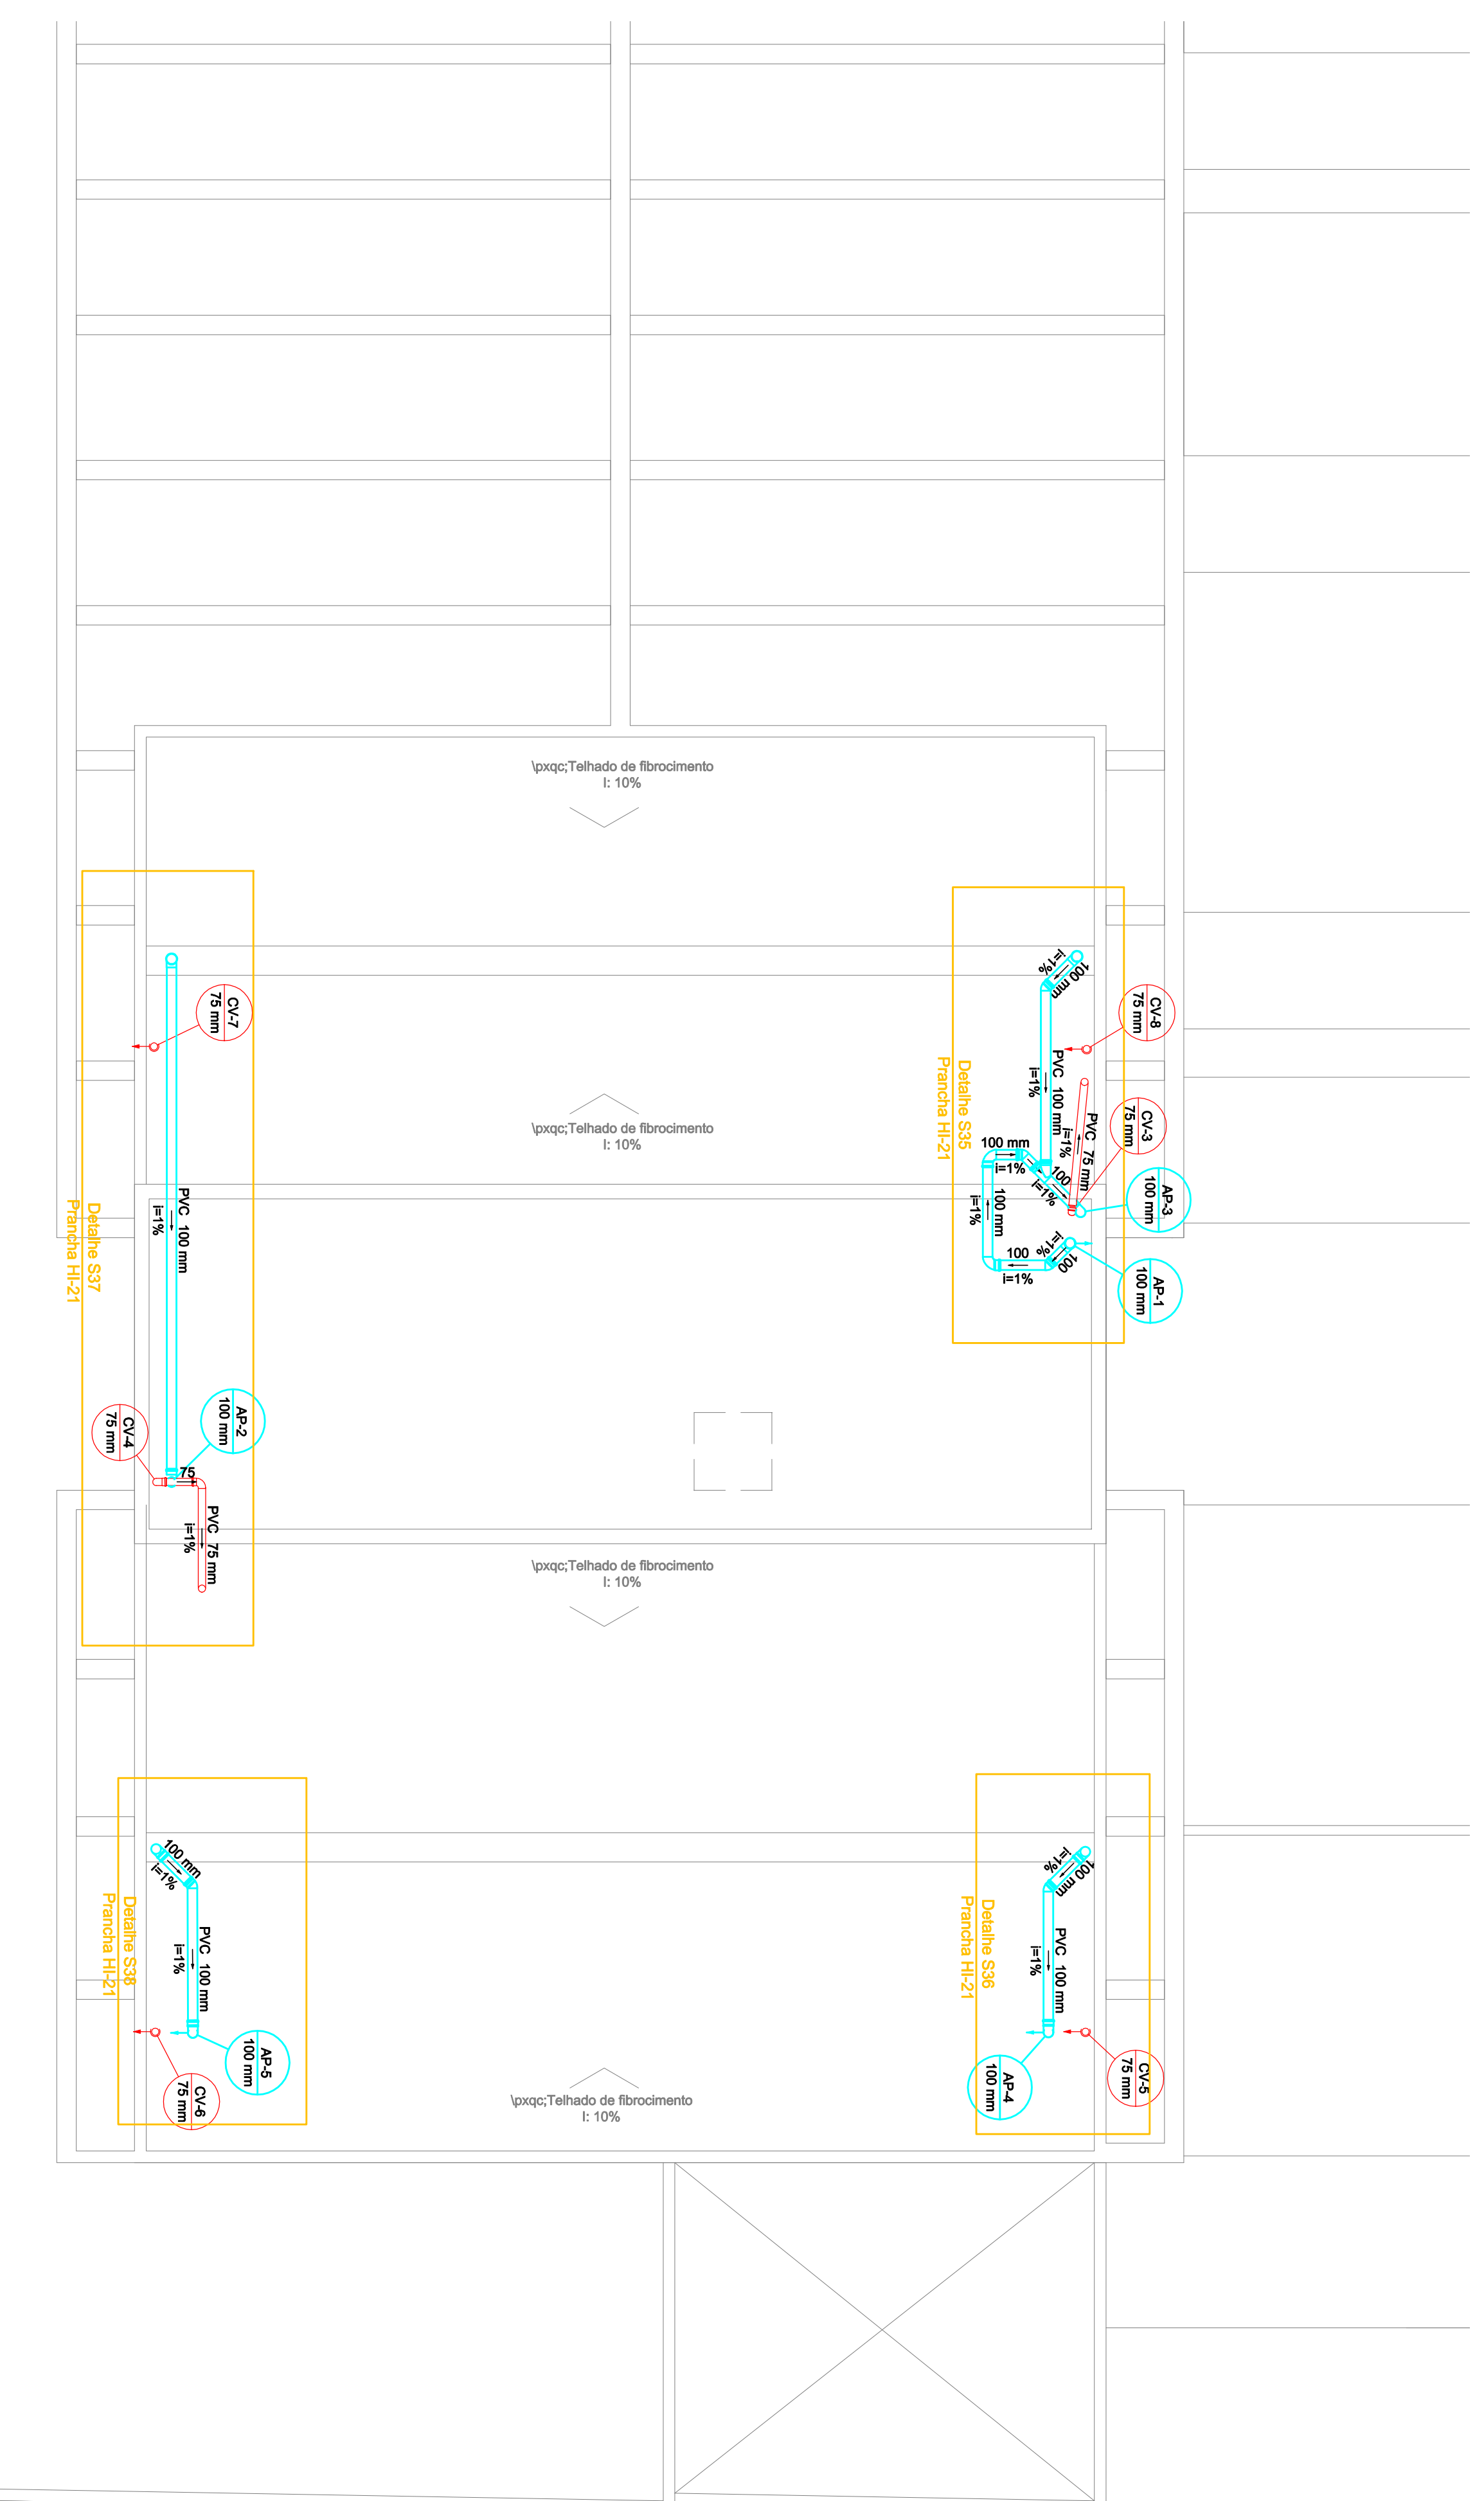 \pxqc;Telhado de fibrocimento
I: 10%
i=1%
100 mm
CV-7
75 mm
CV-8
75 mm
PVC 100 mm
i=1%
Detalhe S35
Prancha HI-21
\pxqc;Telhado de fibrocimento
I: 10%
CV-3
75 mm
PVC 75 mm
i=1%
100 mm
i=1%
100
i=1%
AP-3
100 mm
100 mm
i=1%
PVC 100 mm
i=1%
Detalhe S37
Prancha HI-21
i=1%
100
100
i=1%
AP-1
100 mm
AP-2
100 mm
CV-4
75 mm
75
PVC 75 mm
i=1%
\pxqc;Telhado de fibrocimento
I: 10%
100 mm
i=1%
i=1%
100 mm
Detalhe S38
Prancha HI-21
PVC 100 mm
i=1%
Detalhe S36
Prancha HI-21
PVC 100 mm
i=1%
AP-5
100 mm
CV-6
75 mm
AP-4
100 mm
CV-5
75 mm
\pxqc;Telhado de fibrocimento
I: 10%